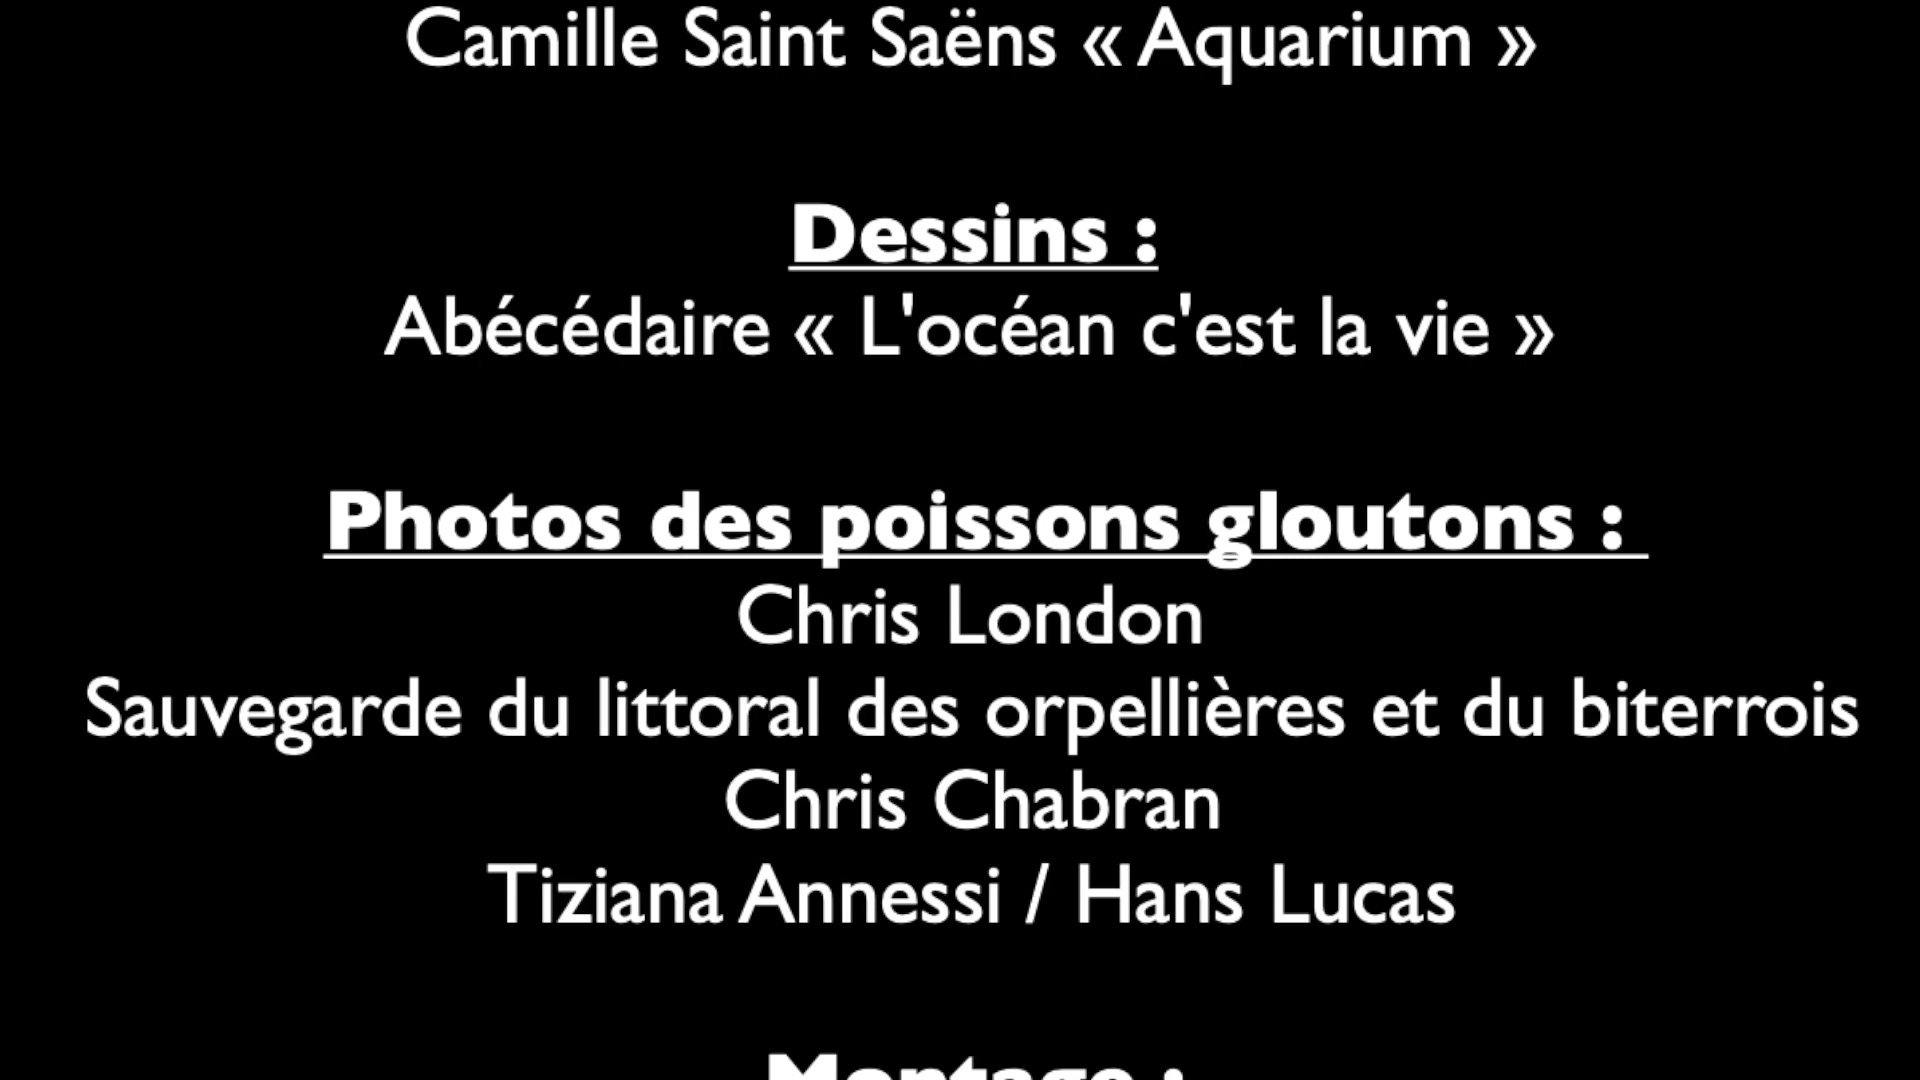 Camille Saint Saëns « Aquarium »
Dessins :
Abécédaire « L'océan c'est la vie »
Photos des poissons gloutons :
Chris London
Sauvegarde du littoral des orpellières et du biterrois
Chris Chabran
Tiziana Annessi / Hans Lucas
Montage :